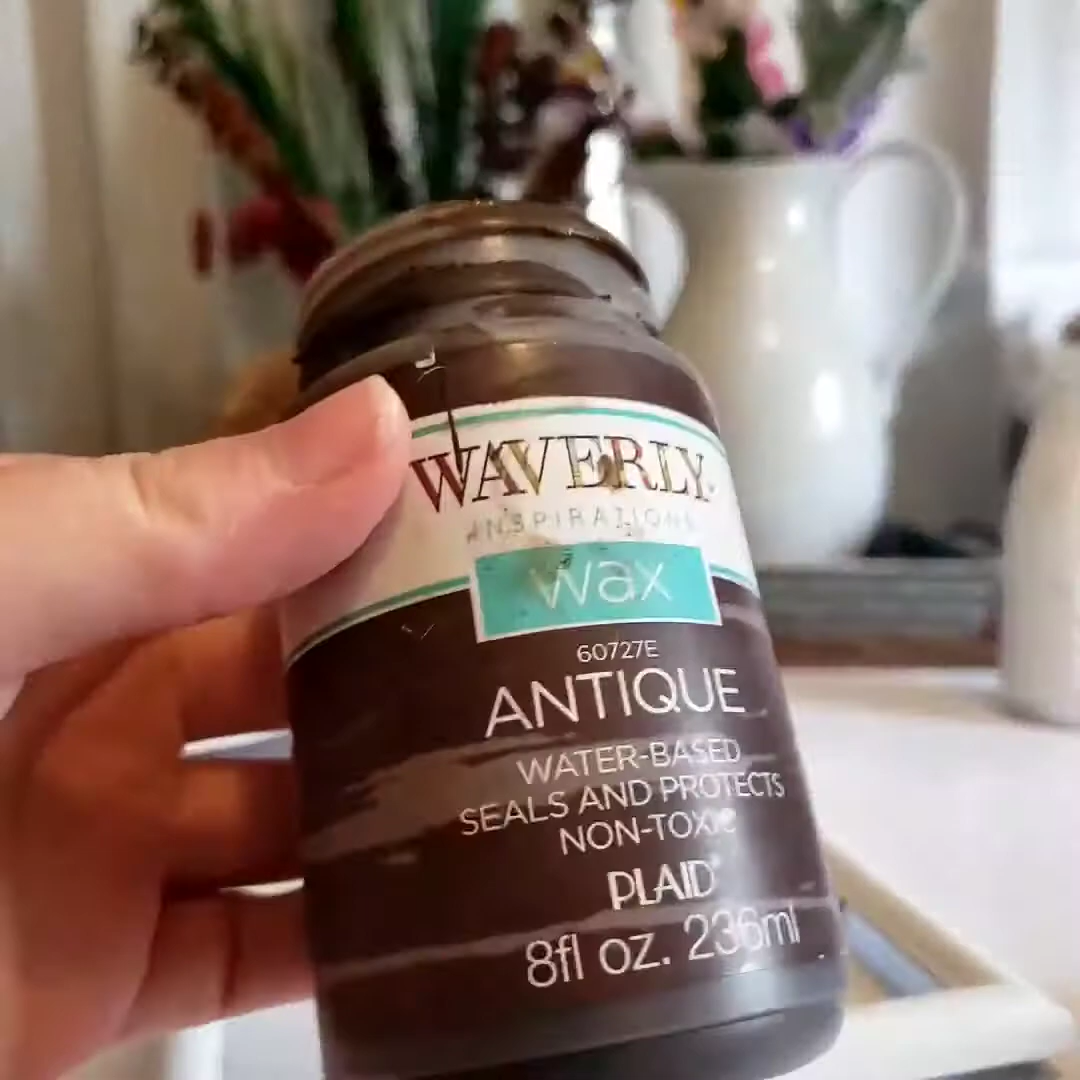 WAVERLY
INSPIRATIONS
wax
60727E
ANTIQUE
WATER-BASED
SEALS AND PROTECTS
NON-TOXIC
PLAID
8fl oz. 236ml